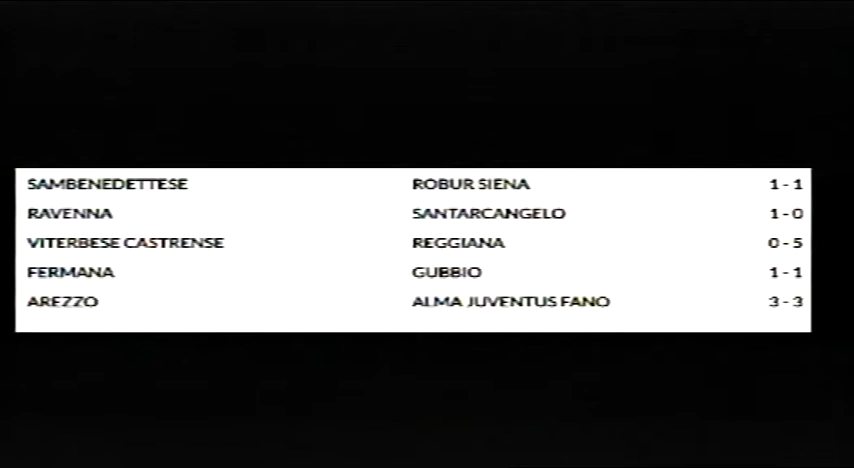 SAMBENEDETTESE ROBUR SIENA 1 - 1
RAVENNA SANTARCANGELO 1 - 0
VITERBESE CASTRENSE REGGIANA 0 - 5
FERMANA GUBBIO 1 - 1
AREZZO ALMA JUVENTUS FANO 3 - 3